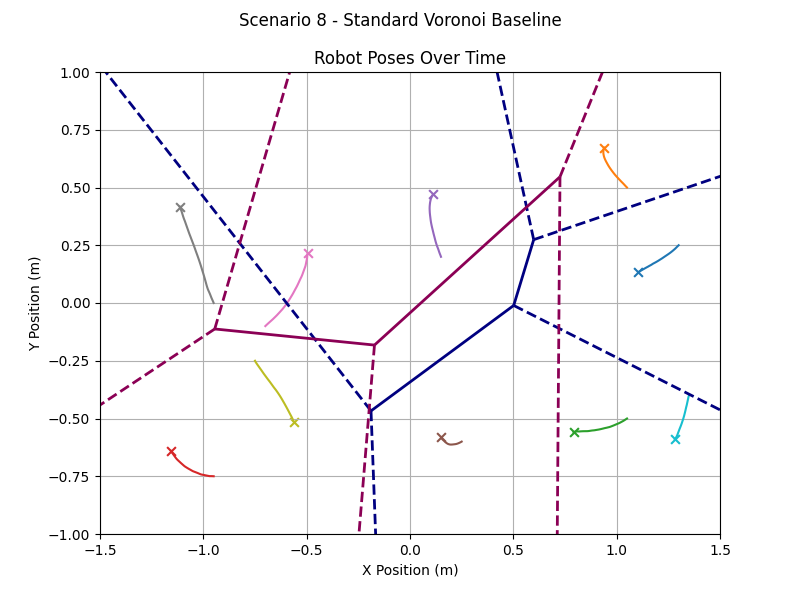 Scenario 8 - Standard Voronoi Baseline
Robot Poses Over Time
1.00
0.75
0.50
0.25
0.00
−0.25
−0.50
−0.75
−1.00
Y Position (m)
−1.5 −1.0 −0.5 0.0 0.5 1.0 1.5
X Position (m)